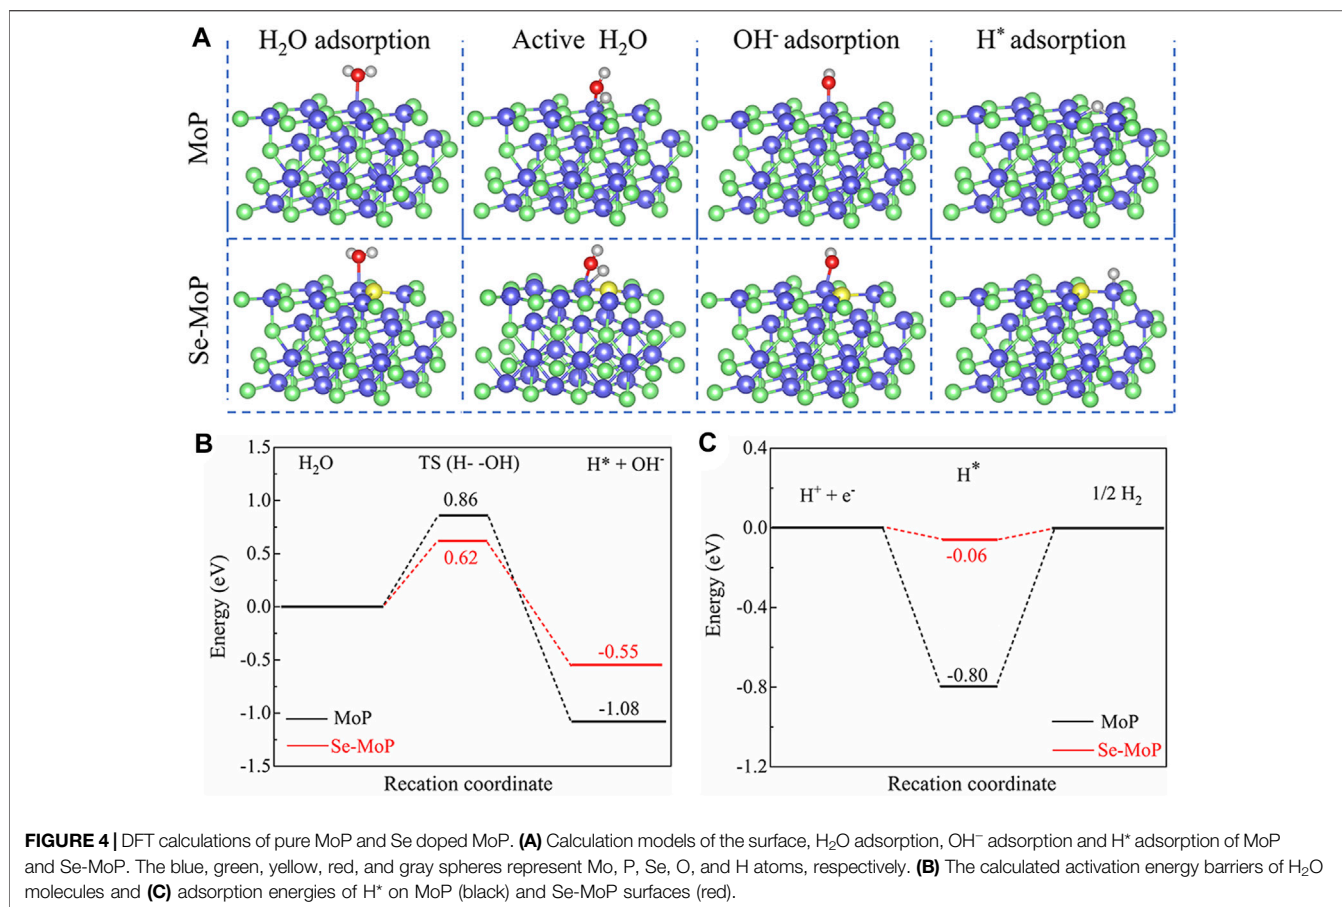 A
H₂O adsorption
Active H₂O
OH⁻ adsorption
H* adsorption
MoP
Se-MoP
B
1.5
1.0
0.5
0.0
-0.5
-1.0
-1.5
Energy (eV)
H₂O
TS (H- -OH)
H* + OH⁻
0.86
0.62
-0.55
-1.08
MoP
Se-MoP
Recation coordinate
C
0.4
0.0
-0.4
-0.8
-1.2
Energy (eV)
H⁺ + e⁻
H*
1/2 H₂
-0.06
-0.80
MoP
Se-MoP
Recation coordinate
FIGURE 4 | DFT calculations of pure MoP and Se doped MoP. (A) Calculation models of the surface, H₂O adsorption, OH⁻ adsorption and H* adsorption of MoP
and Se-MoP. The blue, green, yellow, red, and gray spheres represent Mo, P, Se, O, and H atoms, respectively. (B) The calculated activation energy barriers of H₂O
molecules and (C) adsorption energies of H* on MoP (black) and Se-MoP surfaces (red).